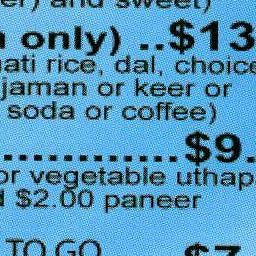 er) and sweet)
only) ..$13
ati rice, dal, choice
jaman or keer or
soda or coffee)
............$9.
or vegetable uthap
$2.00 paneer
TO GO $7